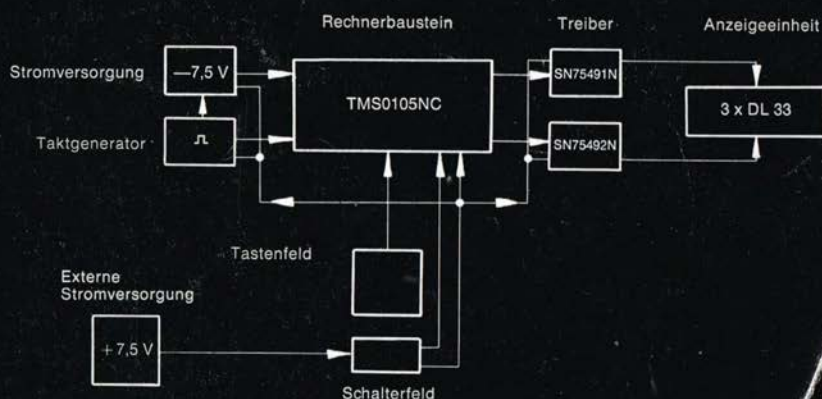 Rechnerbaustein
Treiber
Anzeigeeinheit
Stromversorgung
—7,5 V
TMS0105NC
SN75491N
3 x DL 33
Taktgenerator
SN75492N
Tastenfeld
Externe
Stromversorgung
+7,5 V
Schalterfeld